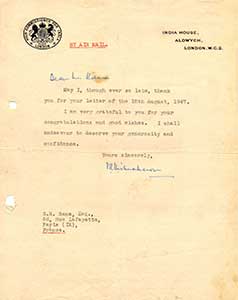 BY AIR MAIL.
INDIA HOUSE,
ALDWYCH,
LONDON.W.C.2.
Dear
May I, though ever so late, thank
you for your letter of the 15th August, 1947.
I am very grateful to you for your
congratulations and good wishes. I shall
endeavour to deserve your generosity and
confidence.
Yours sincerely,
S.R. Rana, Esq.,
Rue Lafayette,
Paris (IX),
France.